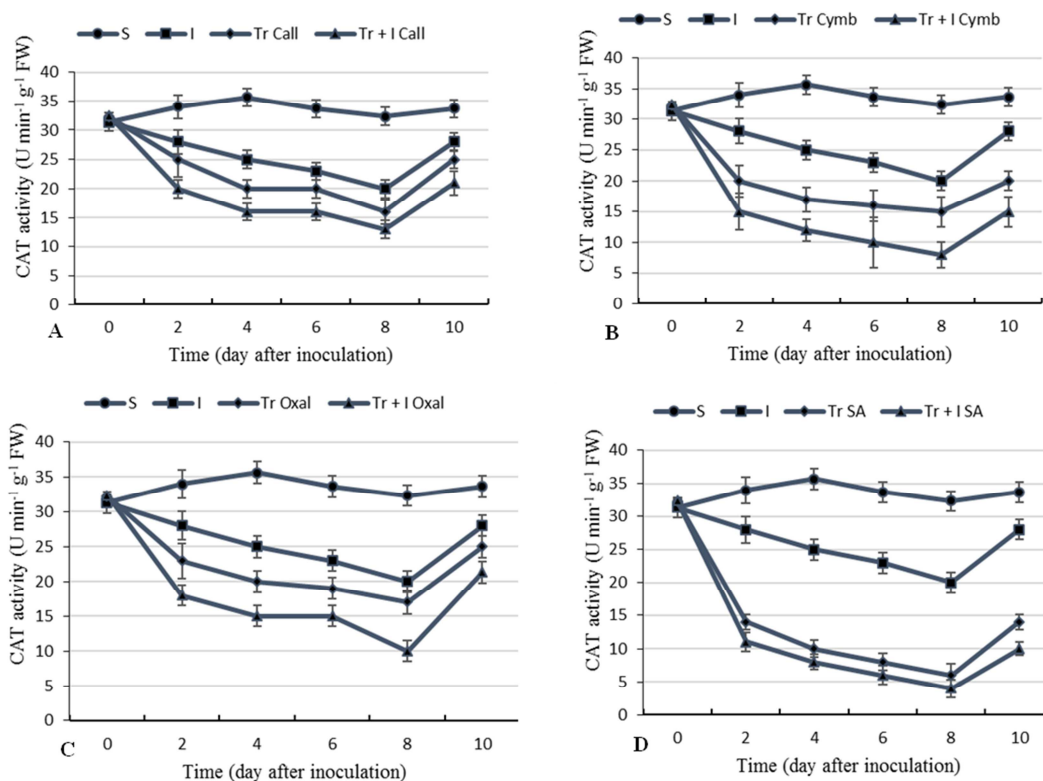 S I Tr Call Tr + I Call
CAT activity (U min⁻¹ g⁻¹ FW)
40
35
30
25
20
15
10
5
0
0 2 4 6 8 10
A
Time (day after inoculation)
S I Tr Cymb Tr + I Cymb
CAT activity (U min⁻¹ g⁻¹ FW)
40
35
30
25
20
15
10
5
0
0 2 4 6 8 10
B
Time (day after inoculation)
S I Tr Oxal Tr + I Oxal
CAT activity (U min⁻¹ g⁻¹ FW)
40
35
30
25
20
15
10
5
0
0 2 4 6 8 10
C
Time (day after inoculation)
S I Tr SA Tr + I SA
CAT activity (U min⁻¹ g⁻¹ FW)
40
35
30
25
20
15
10
5
0
0 2 4 6 8 10
D
Time (day after inoculation)